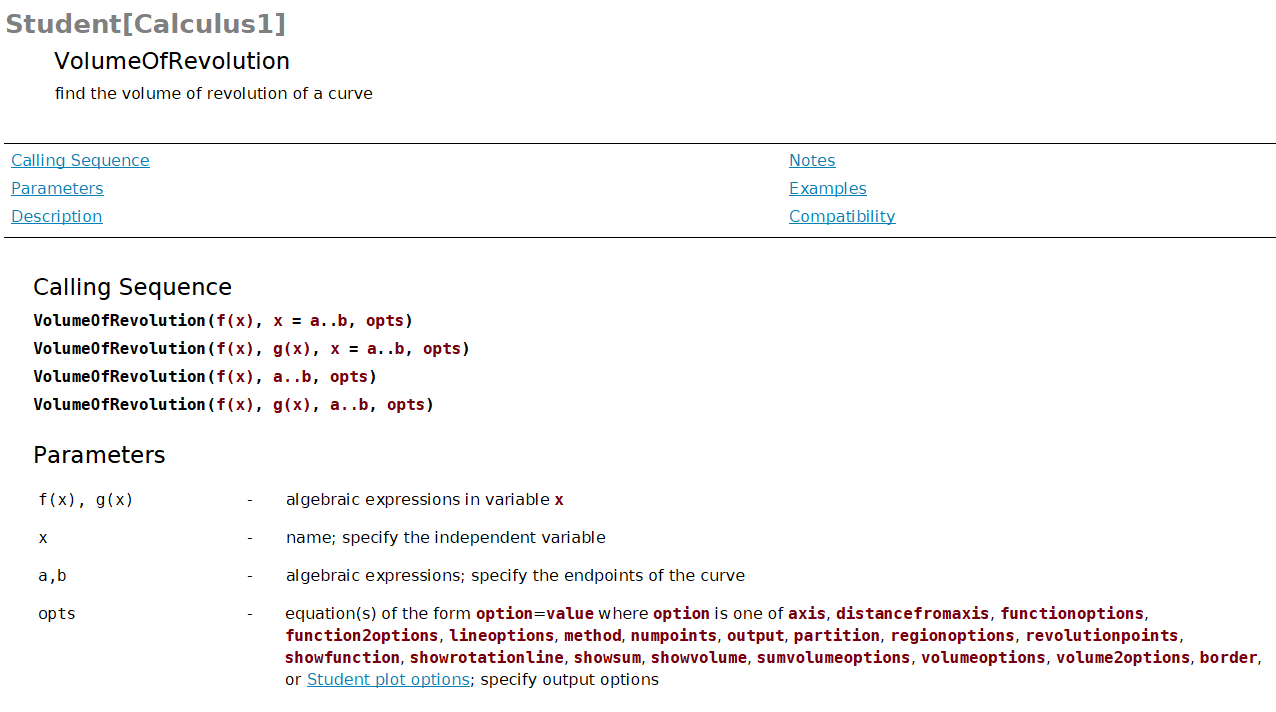 Student[Calculus1]
VolumeOfRevolution
find the volume of revolution of a curve
Calling Sequence
Parameters
Description
Notes
Examples
Compatibility
Calling Sequence
VolumeOfRevolution(f(x), x = a..b, opts)
VolumeOfRevolution(f(x), g(x), x = a..b, opts)
VolumeOfRevolution(f(x), a..b, opts)
VolumeOfRevolution(f(x), g(x), a..b, opts)
Parameters
f(x), g(x) - algebraic expressions in variable x
x - name; specify the independent variable
a,b - algebraic expressions; specify the endpoints of the curve
opts - equation(s) of the form option=value where option is one of axis, distancefromaxis, functionoptions,
function2options, lineoptions, method, numpoints, output, partition, regionoptions, revolutionpoints,
showfunction, showrotationline, showsum, showvolume, sumvolumeoptions, volumeoptions, volume2options, border,
or Student plot options; specify output options